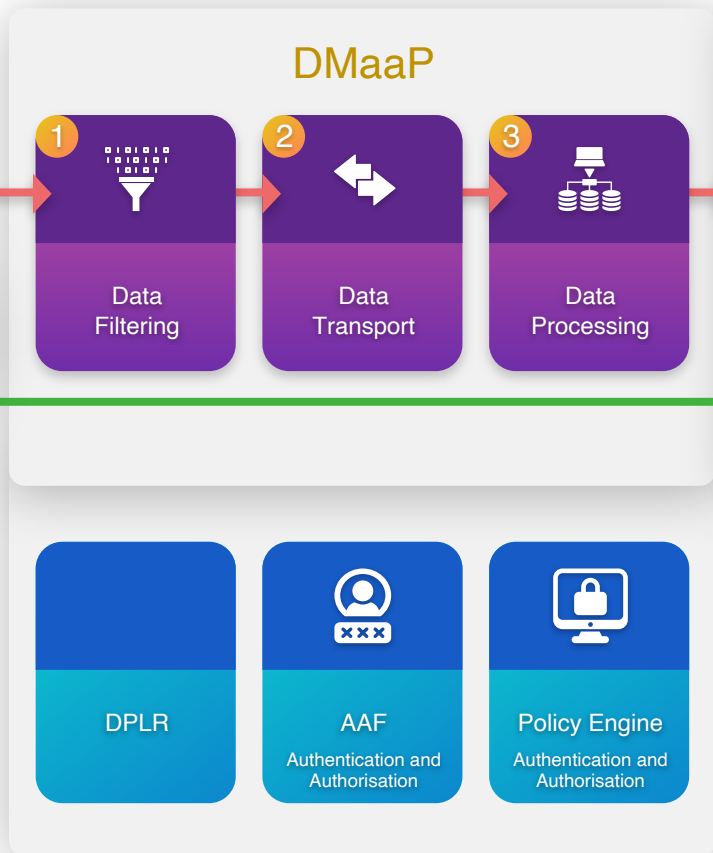 DMaaP
1
2
3
Data
Filtering
Data
Transport
Data
Processing
DPLR
AAF
Authentication and
Authorisation
Policy Engine
Authentication and
Authorisation